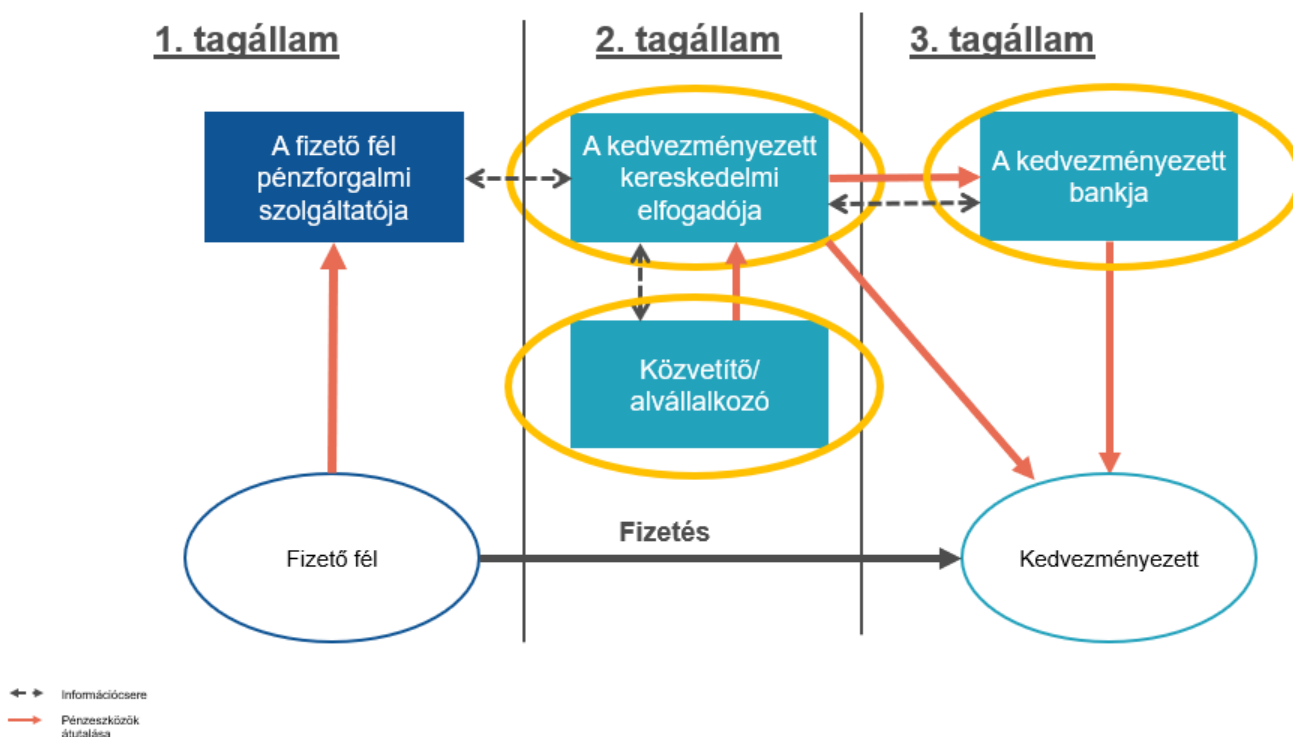 1. tagállam
2. tagállam
3. tagállam
A fizető fél
pénzforgalmi
szolgáltatója
A kedvezményezett
kereskedelmi
elfogadója
A kedvezményezett
bankja
Közvetítő/
alvállalkozó
Fizetés
Fizető fél
Kedvezményezett
Információcsere
Pénzeszközök
átutalása